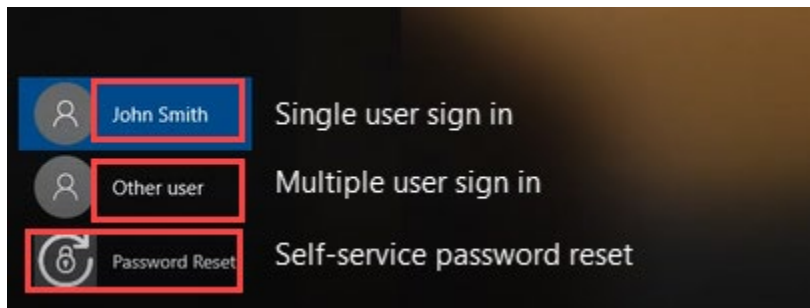 John Smith Single user sign in
Other user Multiple user sign in
Password Reset Self-service password reset